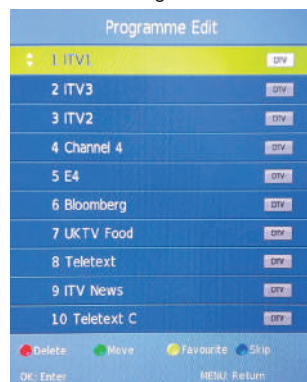 Programme Edit
1 ITV1 DTV
2 ITV3 DTV
3 ITV2 DTV
4 Channel 4 DTV
5 E4 DTV
6 Bloomberg DTV
7 UKTV Food DTV
8 Teletext DTV
9 ITV News DTV
10 Teletext C DTV
Delete Move Favourite Skip
OK: Enter MENU: Return